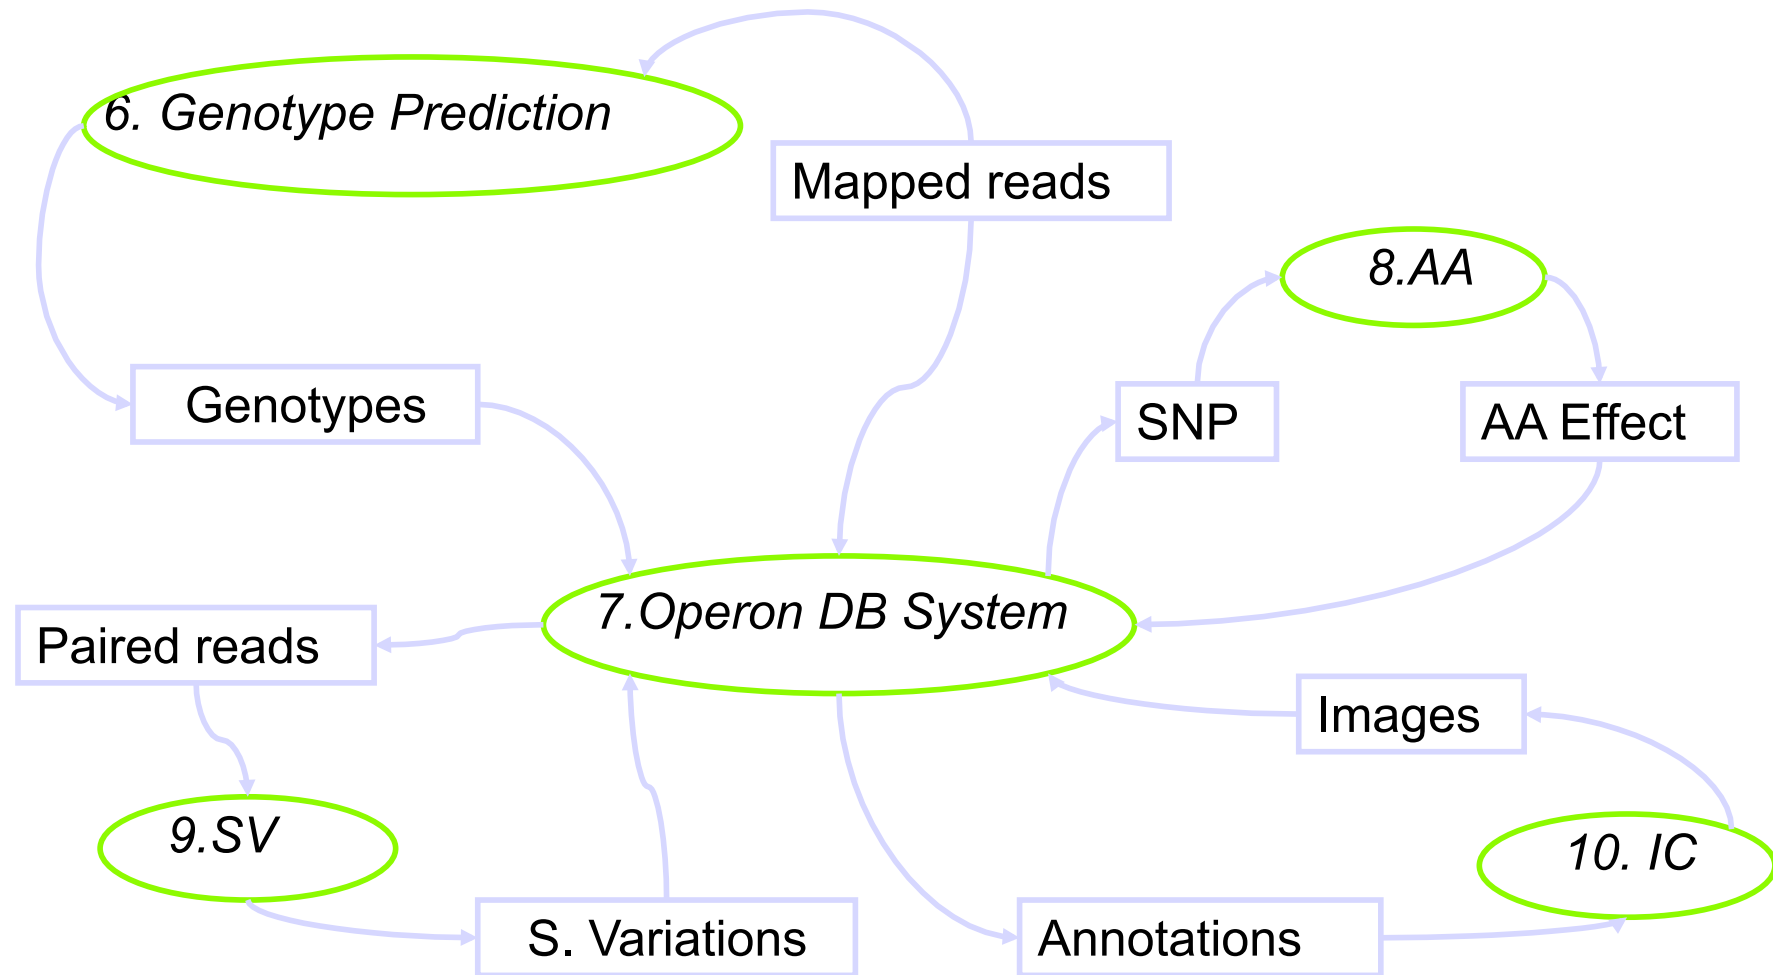 6. Genotype Prediction
Mapped reads
8.AA
Genotypes
SNP
AA Effect
7.Operon DB System
Paired reads
Images
9.SV
10. IC
S. Variations
Annotations